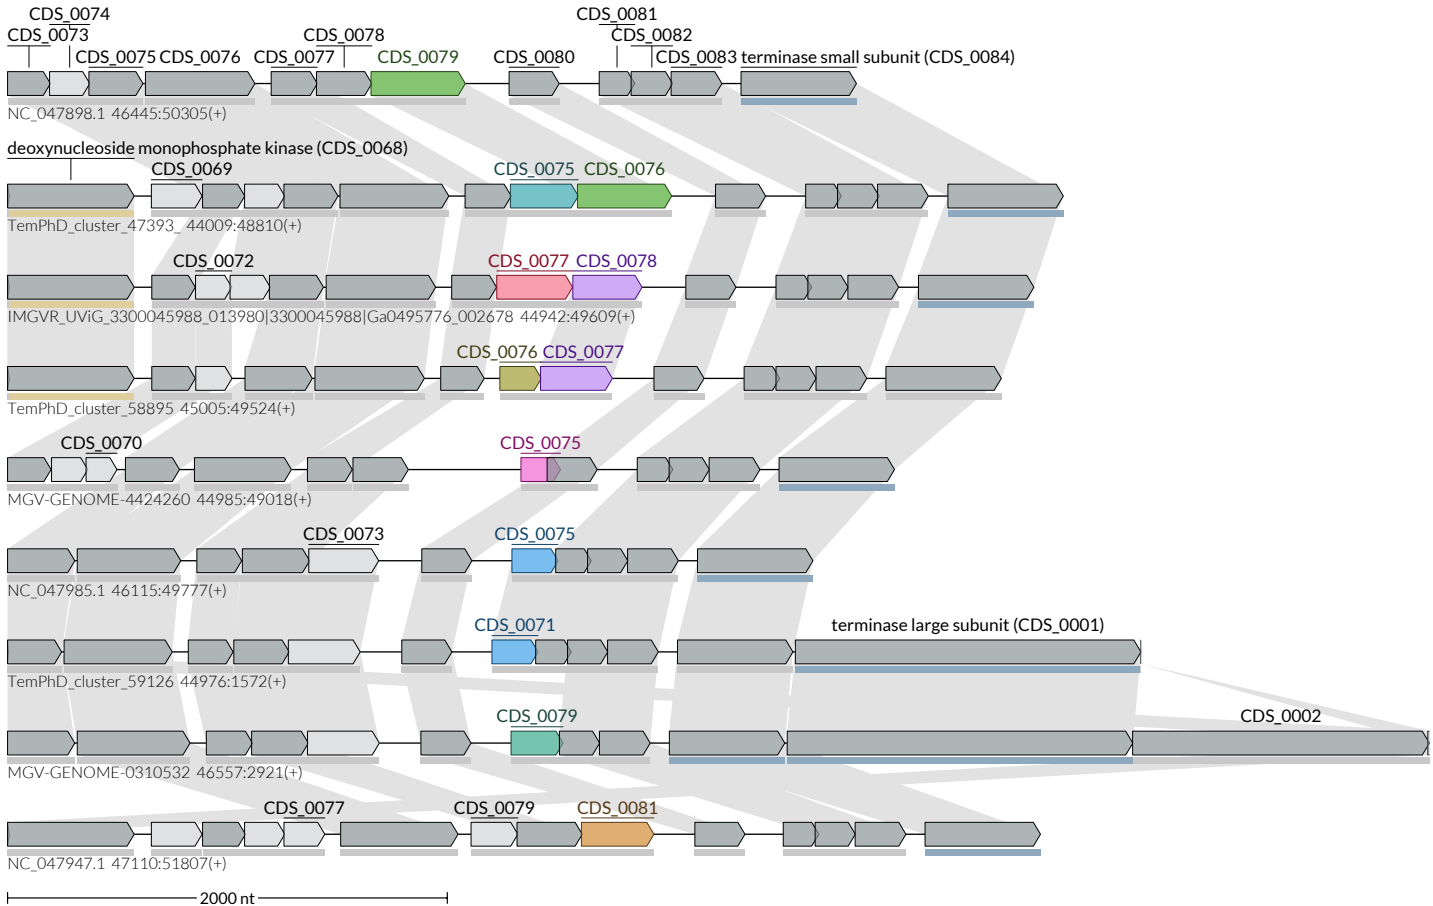 CDS_0074
CDS_0081
CDS_0073
CDS_0078
CDS_0082
CDS_0075 CDS_0076 CDS_0077 CDS_0079 CDS_0080 CDS_0083 terminase small subunit (CDS_0084)
NC_047898.1 46445:50305(+)
deoxynucleoside monophosphate kinase (CDS_0068)
CDS_0069 CDS_0075 CDS_0076
TemPhD_cluster_47393_ 44009:48810(+)
CDS_0072 CDS_0077 CDS_0078
IMGVR_UViG_3300045988_013980|3300045988|Ga0495776_002678 44942:49609(+)
CDS_0076 CDS_0077
TemPhD_cluster_58895 45005:49524(+)
CDS_0070 CDS_0075
MGV-GENOME-4424260 44985:49018(+)
CDS_0073 CDS_0075
NC_047985.1 46115:49777(+)
CDS_0071 terminase large subunit (CDS_0001)
TemPhD_cluster_59126 44976:1572(+)
CDS_0079 CDS_0002
MGV-GENOME-0310532 46557:2921(+)
CDS_0077 CDS_0079 CDS_0081
NC_047947.1 47110:51807(+)
2000 nt